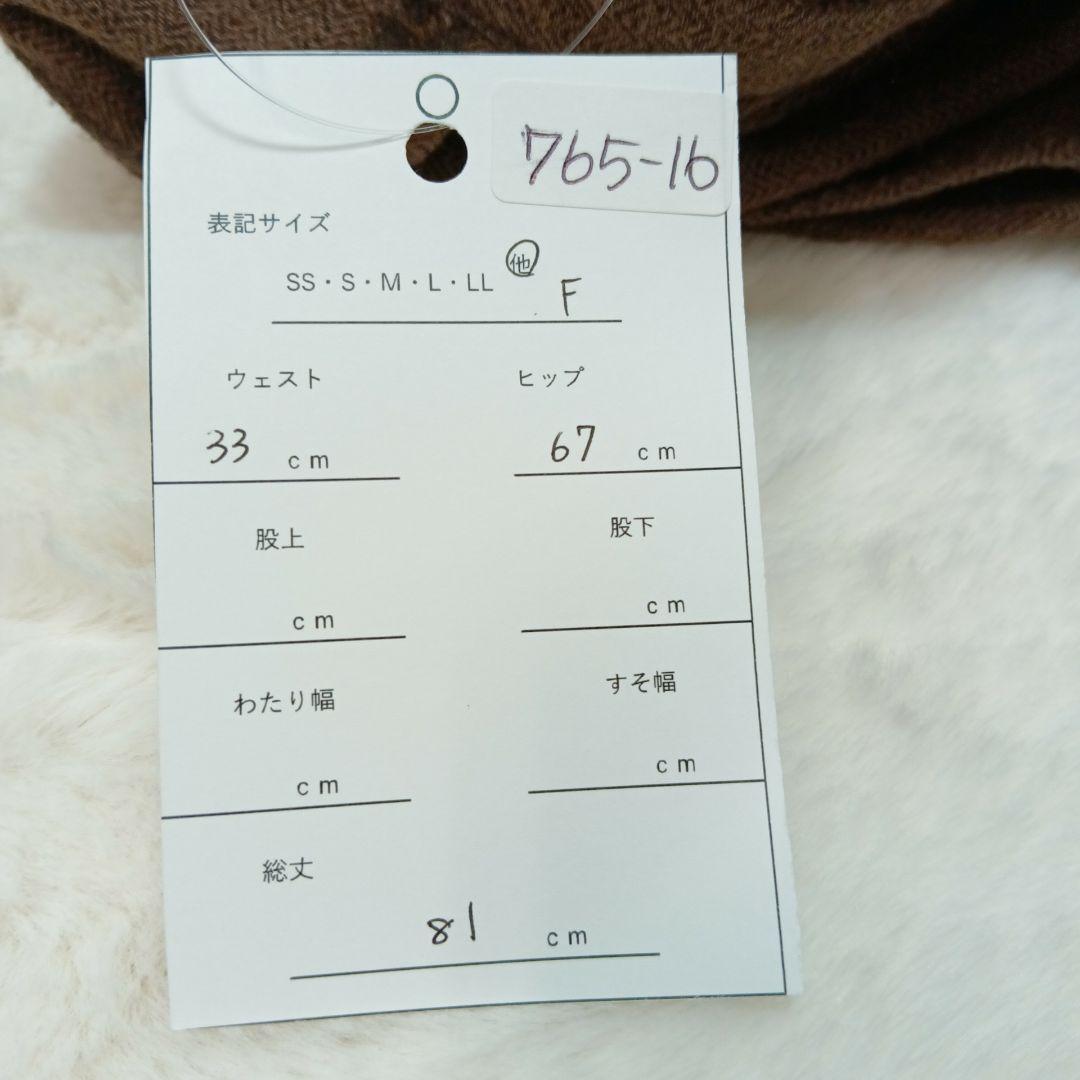 765-16
表記サイズ
SS・S・M・L・LL 他 F
ウェスト ヒップ
33 cm 67 cm
股上 股下
cm cm
わたり幅 すそ幅
cm cm
総丈
81 cm